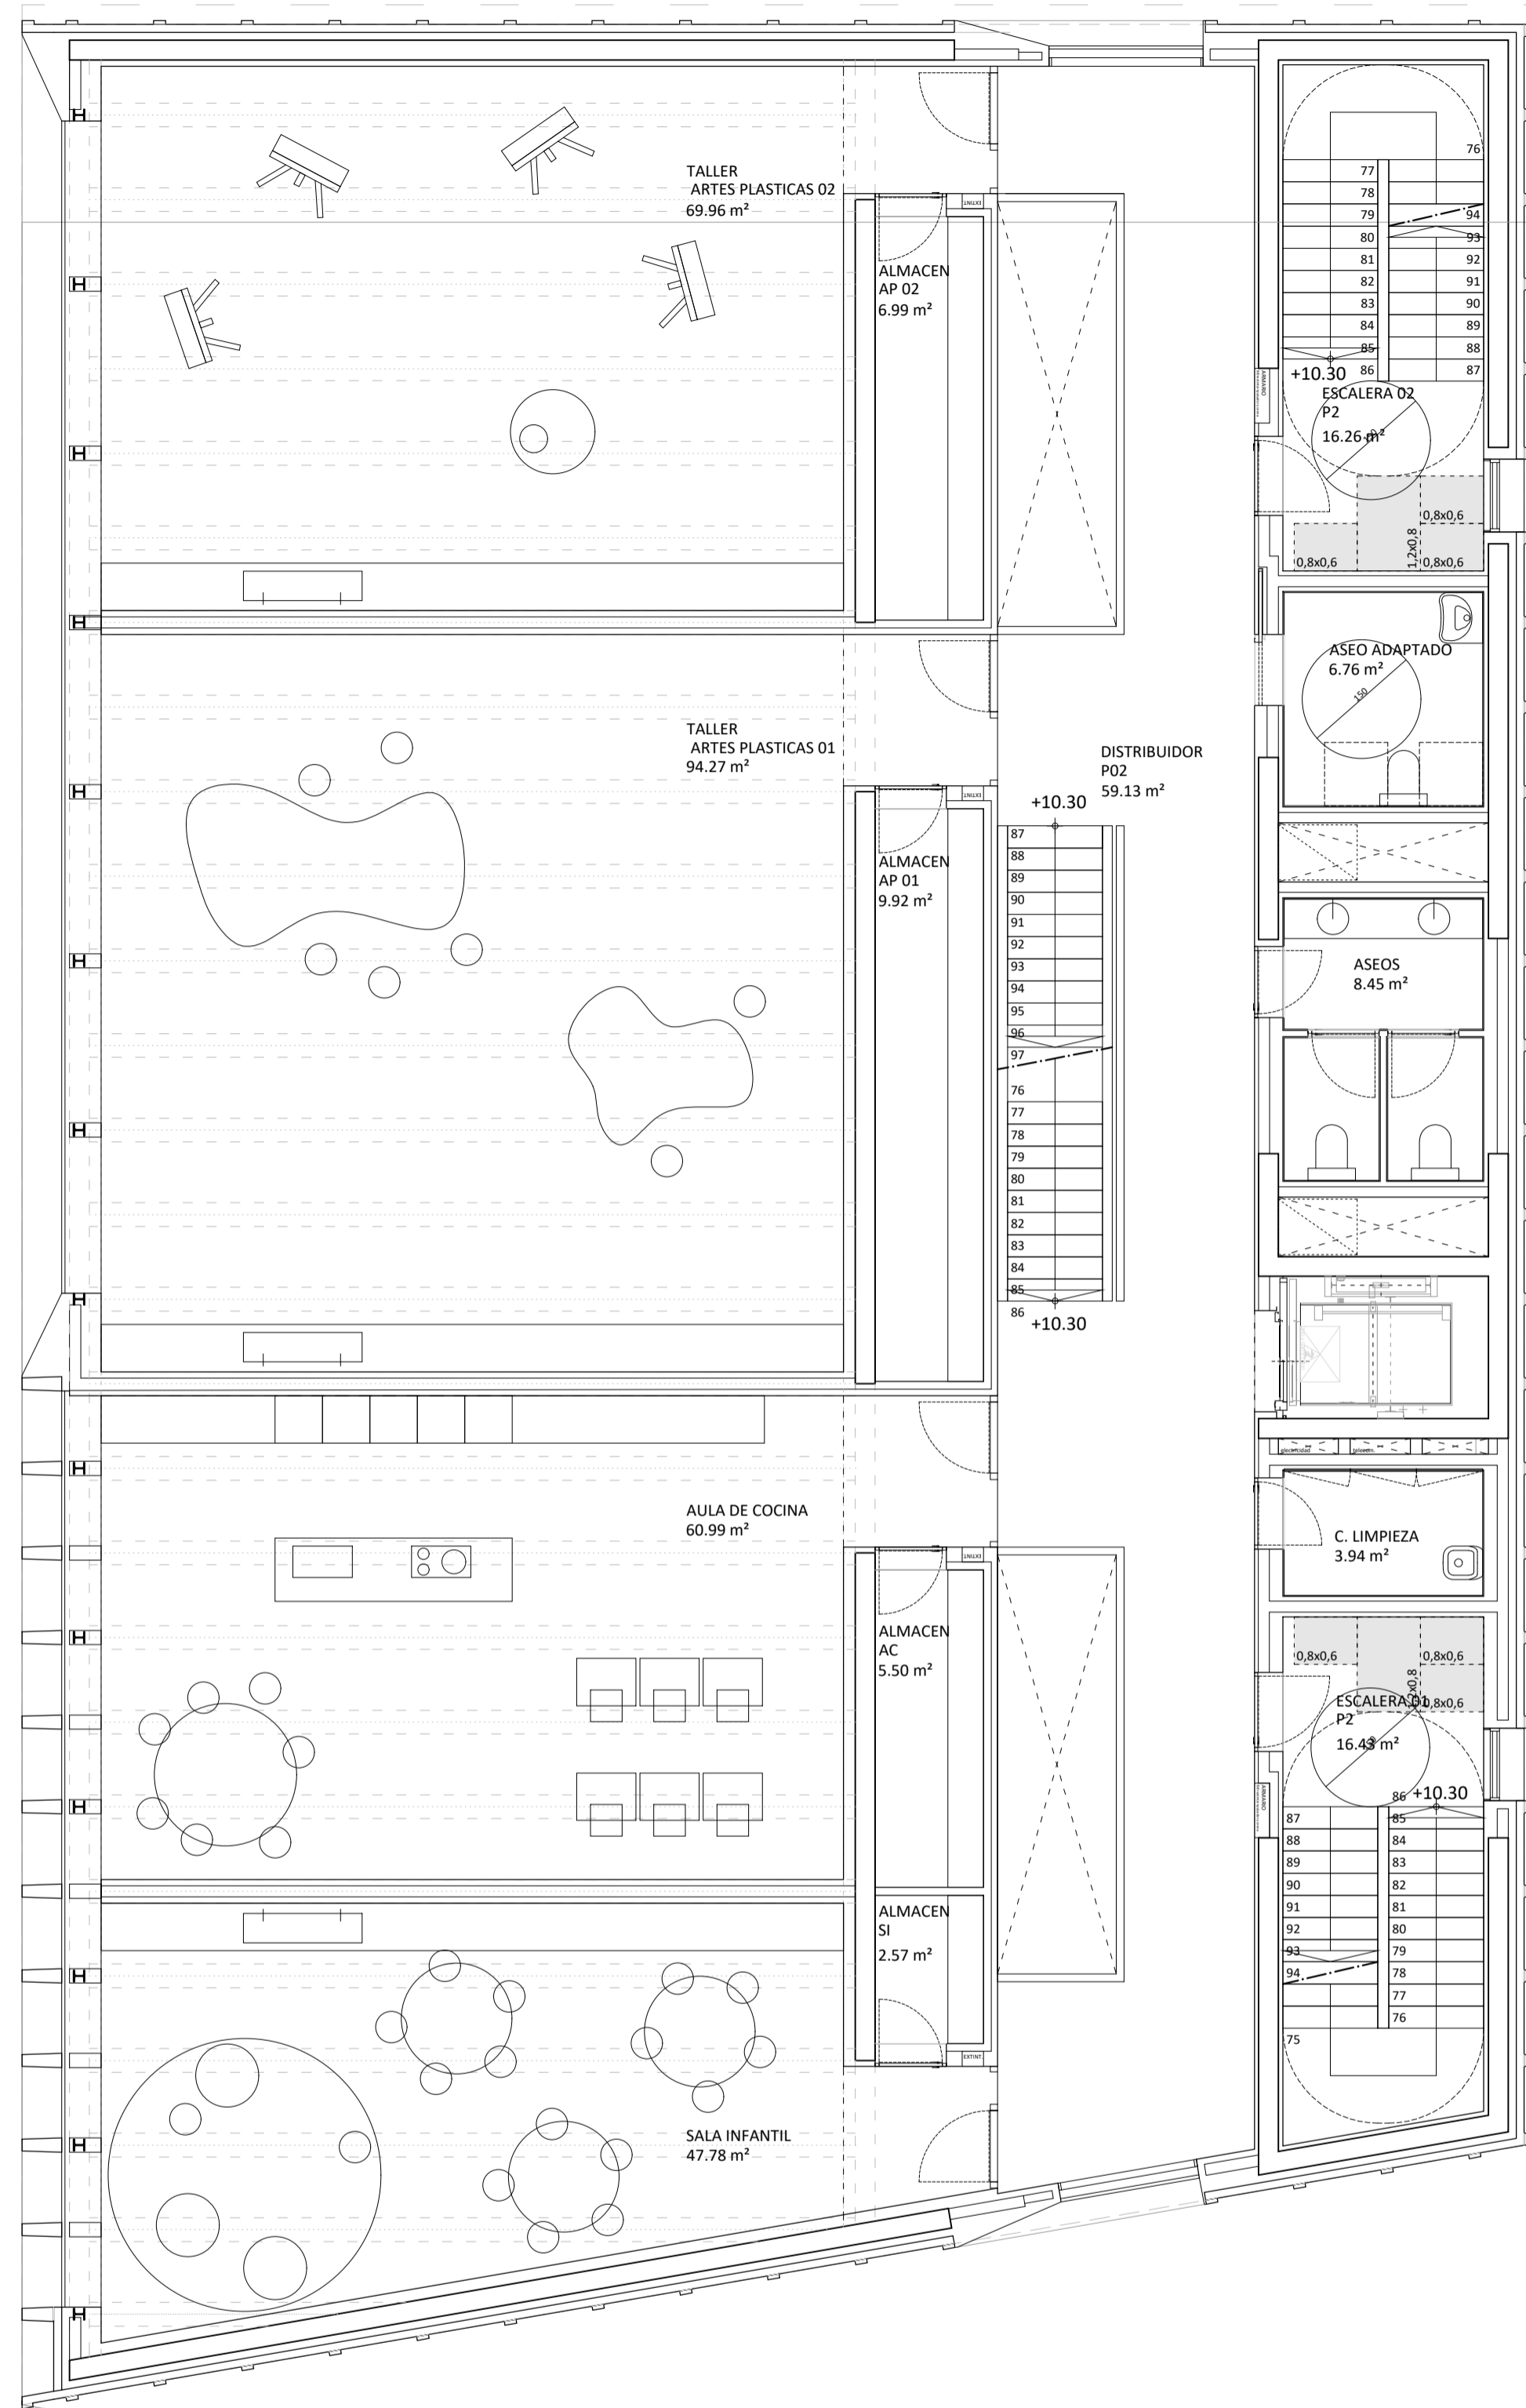 TALLER
ARTES PLASTICAS 02
69.96 m²
ALMACEN
AP 02
6.99 m²
EXTINT
76
77
78
79
80
81
82
83
84
85
86
94
93
92
91
90
89
88
87
+10.30
ARMARIO
ESCALERA 02
P2
16.26 m²
0,8x0,6
1,2x0,8
0,8x0,6
0,8x0,6
ASEO ADAPTADO
6.76 m²
150
TALLER
ARTES PLASTICAS 01
94.27 m²
DISTRIBUIDOR
P02
59.13 m²
EXTINT
ALMACEN
AP 01
9.92 m²
+10.30
87
88
89
90
91
92
93
94
95
96
97
76
77
78
79
80
81
82
83
84
85
86
+10.30
ASEOS
8.45 m²
electricidad
telecom.
AULA DE COCINA
60.99 m²
EXTINT
ALMACEN
AC
5.50 m²
C. LIMPIEZA
3.94 m²
0,8x0,6
0,8x0,6
1,2x0,8
0,8x0,6
ESCALERA 01
P2
16.43 m²
ARMARIO
86
+10.30
87
88
89
90
91
92
93
94
75
85
84
83
82
81
80
79
78
77
76
ALMACEN
SI
2.57 m²
EXTINT.
SALA INFANTIL
47.78 m²